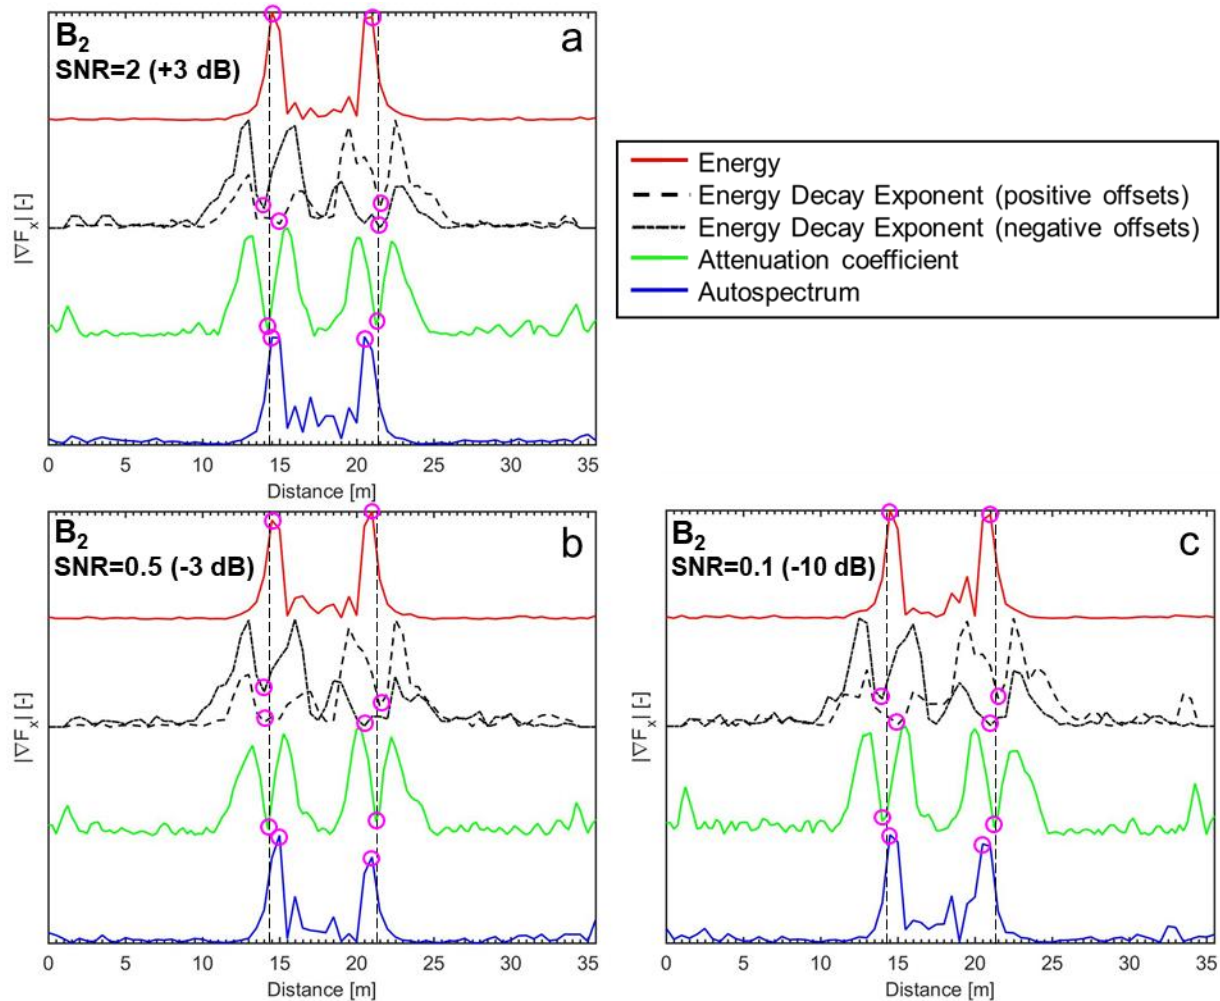 B2
SNR=2 (+3 dB)
a
|∇Fx| [-]
0 5 10 15 20 25 30 35
Distance [m]
Energy
Energy Decay Exponent (positive offsets)
Energy Decay Exponent (negative offsets)
Attenuation coefficient
Autospectrum
B2
SNR=0.5 (-3 dB)
b
|∇Fx| [-]
0 5 10 15 20 25 30 35
Distance [m]
B2
SNR=0.1 (-10 dB)
c
|∇Fx| [-]
0 5 10 15 20 25 30 35
Distance [m]